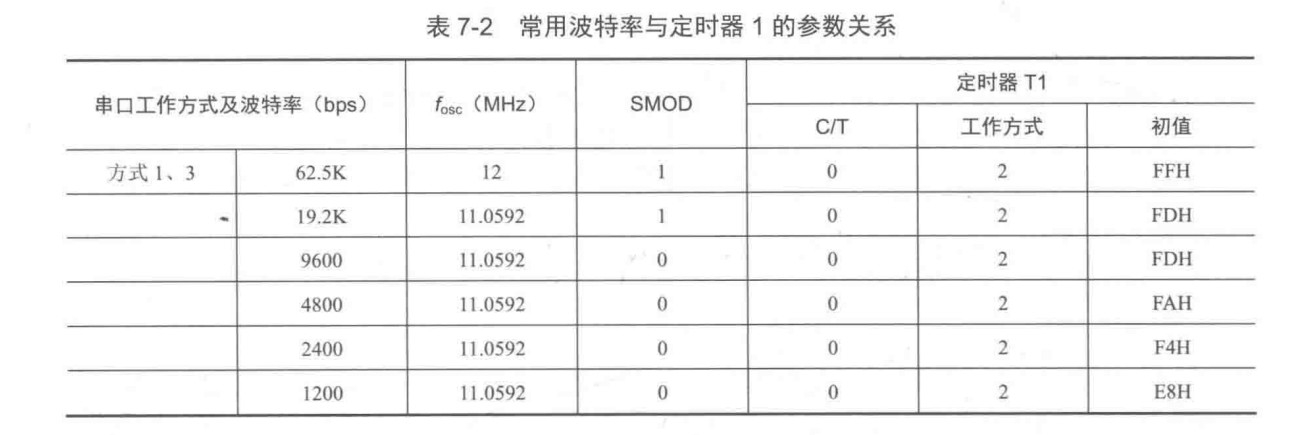 表 7-2 常用波特率与定时器 1 的参数关系
串口工作方式及波特率（bps） fosc（MHz） SMOD 定时器 T1
C/T 工作方式 初值
方式 1、3 62.5K 12 1 0 2 FFH
19.2K 11.0592 1 0 2 FDH
9600 11.0592 0 0 2 FDH
4800 11.0592 0 0 2 FAH
2400 11.0592 0 0 2 F4H
1200 11.0592 0 0 2 E8H